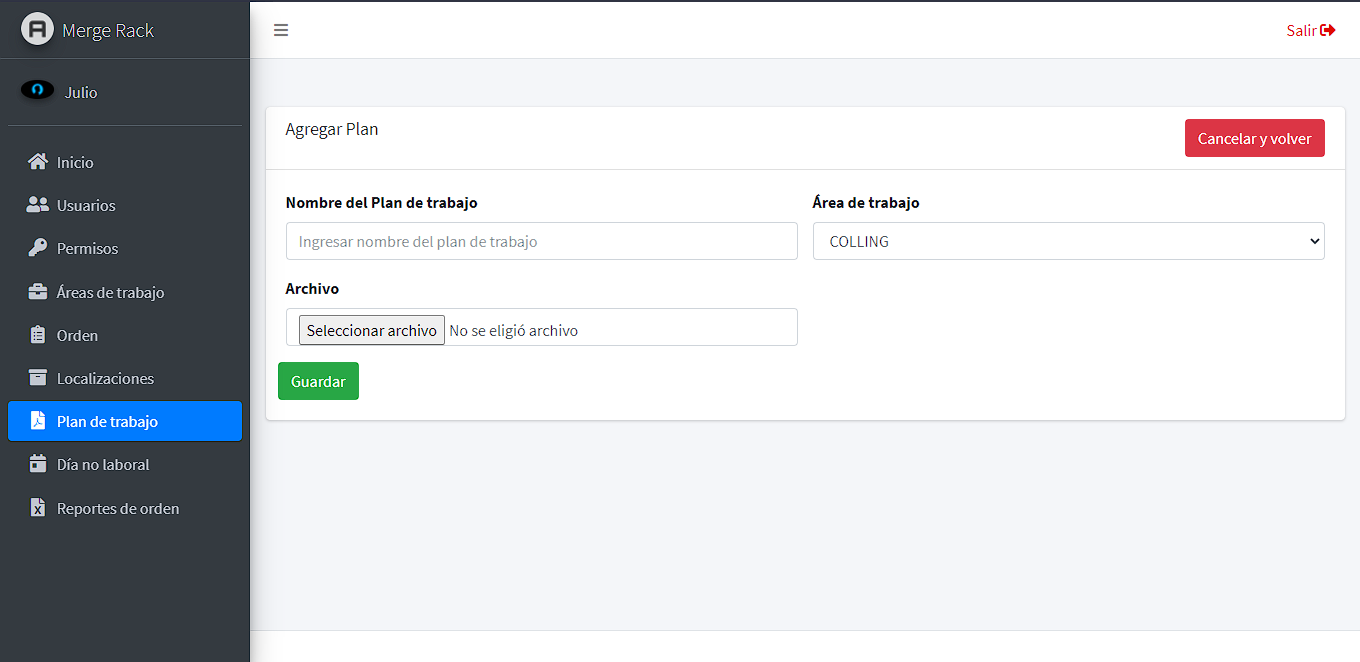 Merge Rack
Salir
Julio
Inicio
Usuarios
Permisos
Áreas de trabajo
Orden
Localizaciones
Plan de trabajo
Día no laboral
Reportes de orden
Agregar Plan
Cancelar y volver
Nombre del Plan de trabajo
Ingresar nombre del plan de trabajo
Área de trabajo
COLLING
Archivo
Seleccionar archivo No se eligió archivo
Guardar